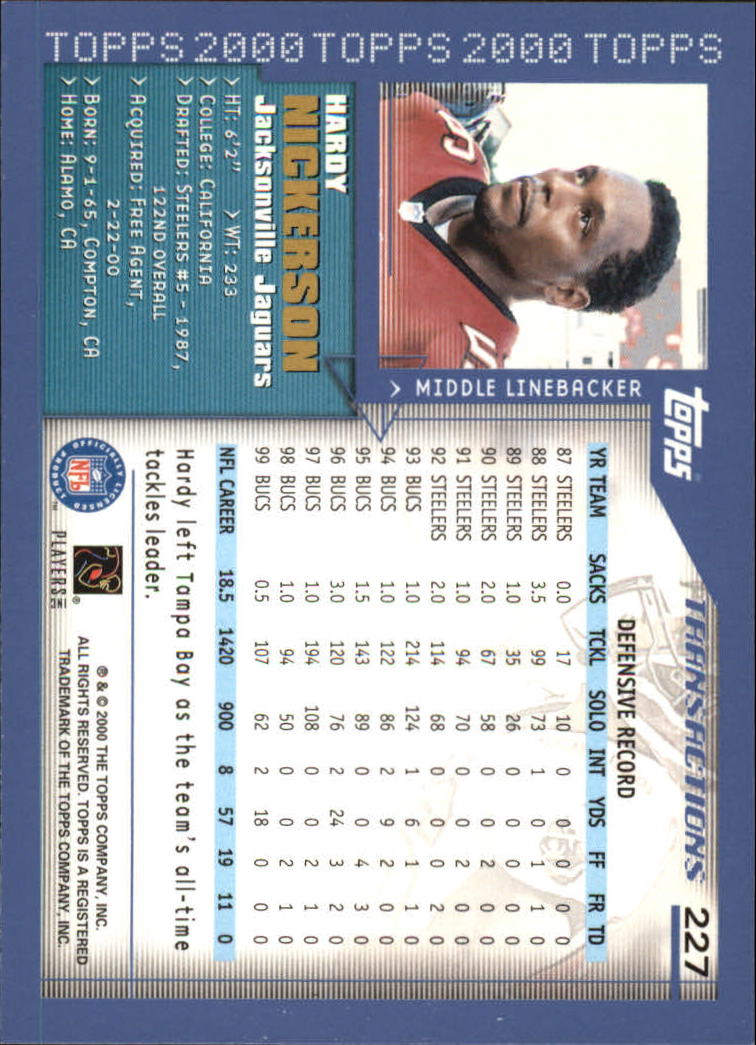 TOPPS 2000 TOPPS 2000 TOPPS
topps
TRANSACTIONS 227
> MIDDLE LINEBACKER
HARDY
NICKERSON
Jacksonville Jaguars
> HT: 6'2" > WT: 233
> COLLEGE: CALIFORNIA
> DRAFTED: STEELERS #5 - 1987,
122ND OVERALL
> ACQUIRED: FREE AGENT,
2-22-00
> BORN: 9-1-65, COMPTON, CA
> HOME: ALAMO, CA
DEFENSIVE RECORD
YR TEAM SACKS TCKL SOLO INT YDS FF FR TD
87 STEELERS 0.0 17 10 0 0 0 0 0
88 STEELERS 3.5 99 73 1 0 1 1 0
89 STEELERS 1.0 35 26 0 0 0 0 0
90 STEELERS 2.0 67 58 0 0 2 0 0
91 STEELERS 1.0 94 70 0 0 2 0 0
92 STEELERS 2.0 114 68 0 0 0 2 0
93 BUCS 1.0 214 124 1 6 1 1 0
94 BUCS 1.0 122 86 2 9 2 0 0
95 BUCS 1.5 143 89 0 0 4 3 0
96 BUCS 3.0 120 76 2 24 3 2 0
97 BUCS 1.0 194 108 0 0 2 1 0
98 BUCS 1.0 94 50 0 0 2 1 0
99 BUCS 0.5 107 62 2 18 0 0 0
NFL CAREER 18.5 1420 900 8 57 19 11 0
Hardy left Tampa Bay as the team's all-time
tackles leader.
OFFICIALLY LICENSED PRODUCT
NFL
™
®
PLAYERS INC
® & © 2000 THE TOPPS COMPANY, INC.
ALL RIGHTS RESERVED. TOPPS IS A REGISTERED
TRADEMARK OF THE TOPPS COMPANY, INC.